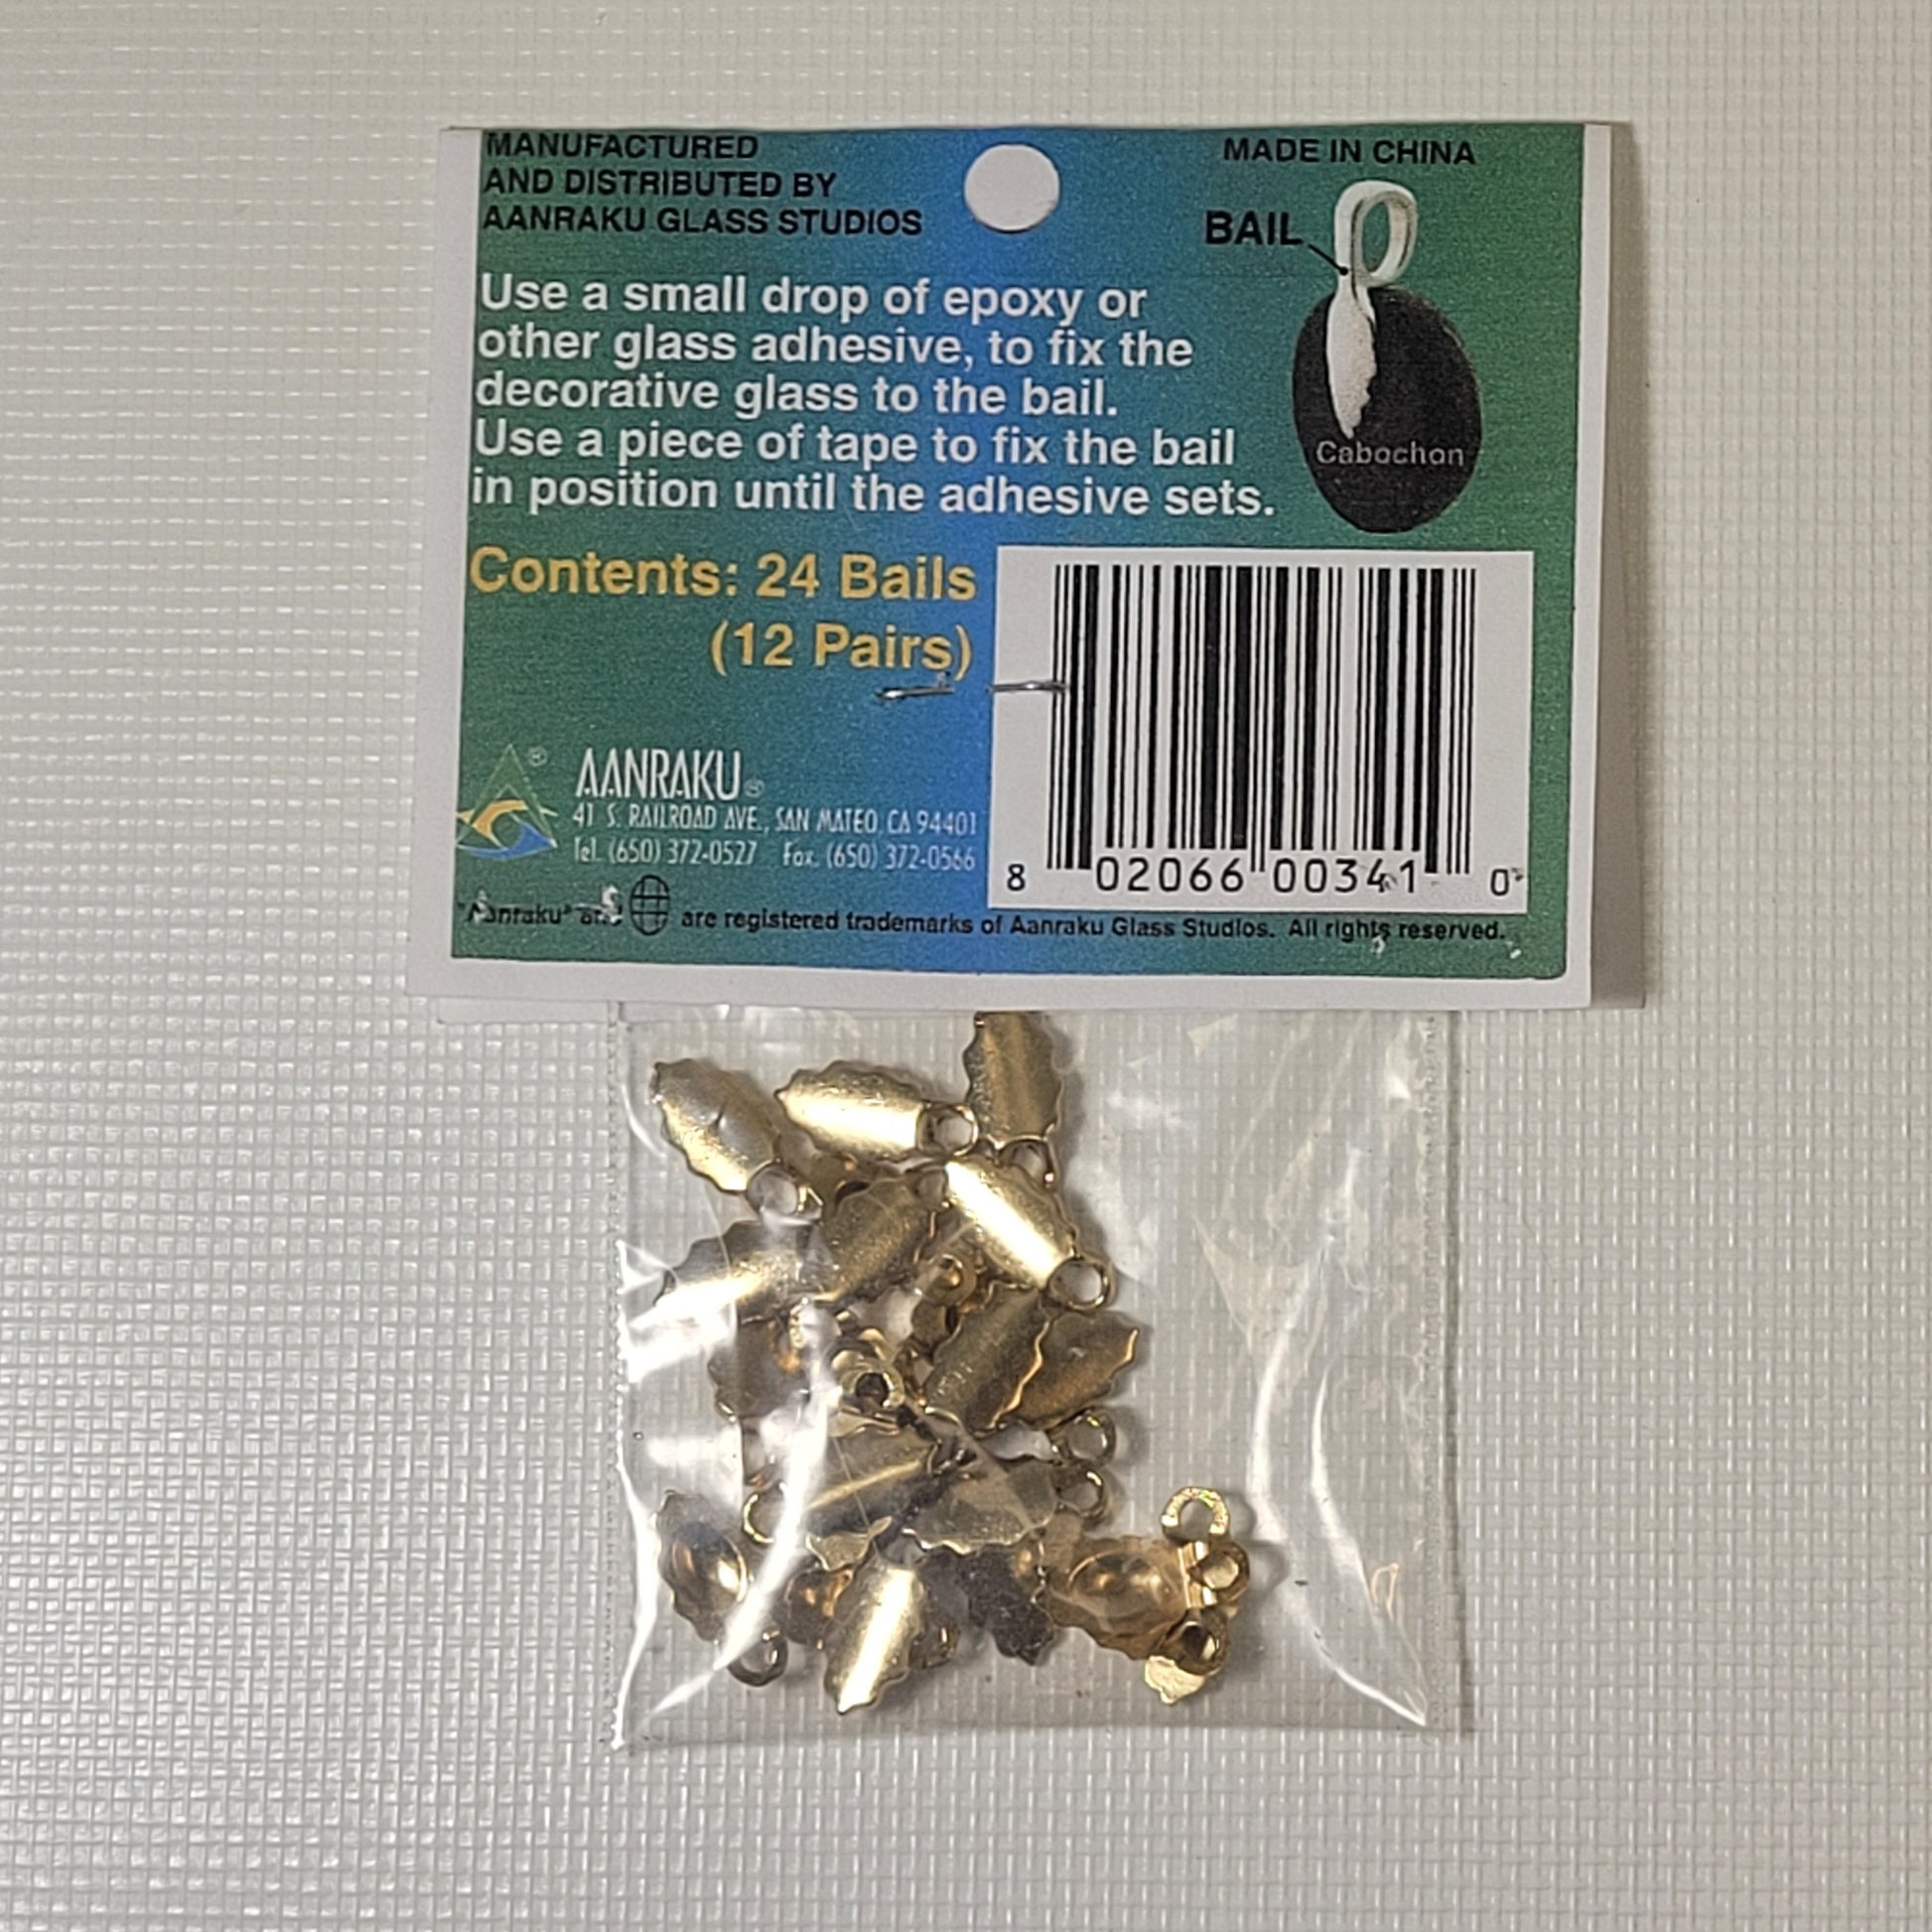 MANUFACTURED
AND DISTRIBUTED BY
AANRAKU GLASS STUDIOS
MADE IN CHINA
BAIL
Cabochon
Use a small drop of epoxy or
other glass adhesive, to fix the
decorative glass to the bail.
Use a piece of tape to fix the bail
in position until the adhesive sets.
Contents: 24 Bails
(12 Pairs)
AANRAKU®
41 S. RAILROAD AVE., SAN MATEO, CA 94401
Tel. (650) 372-0527 Fax. (650) 372-0566
8 02066 00341 0
"Aanraku" and are registered trademarks of Aanraku Glass Studios. All rights reserved.